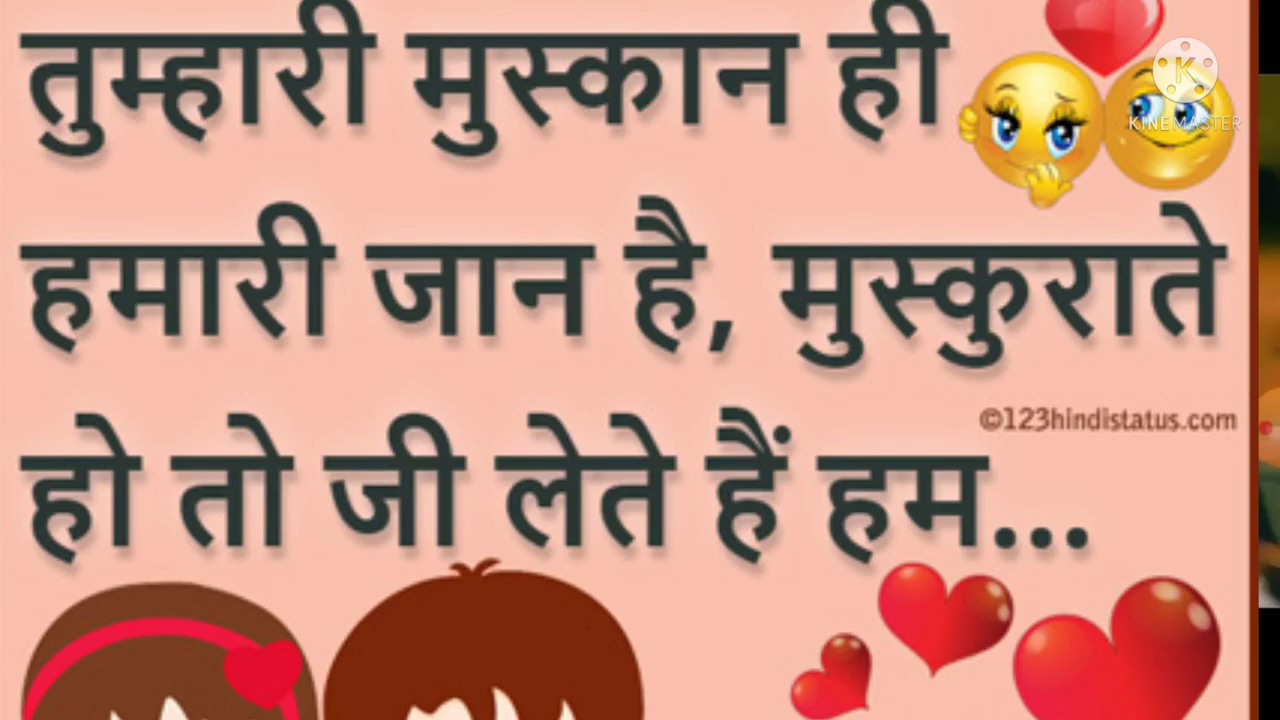 तुम्हारी मुस्कान ही
K
KINEMASTER
हमारी जान है, मुस्कुराते
©123hindistatus.com
हो तो जी लेते हैं हम...